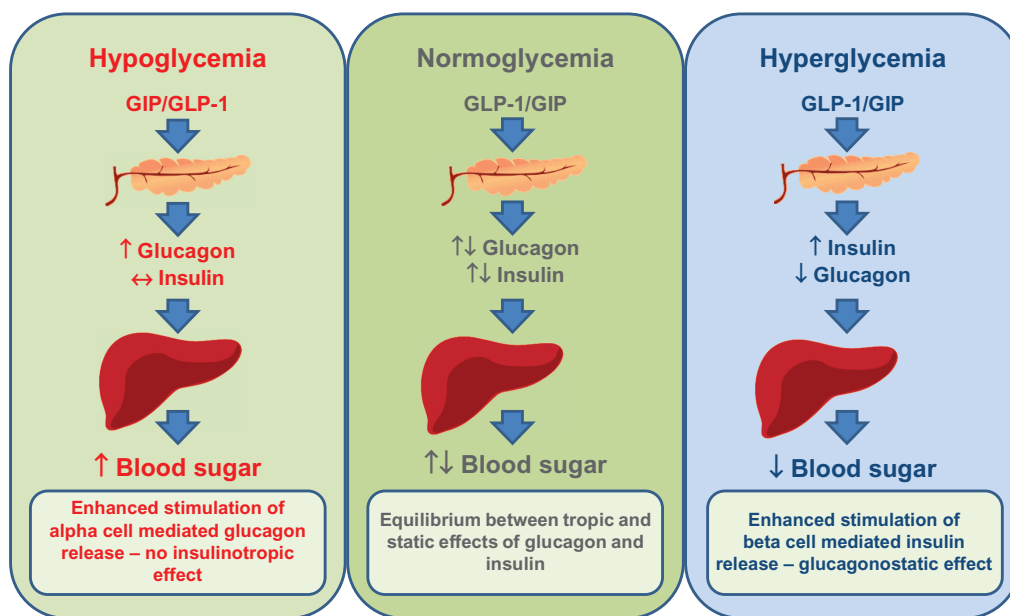 Hypoglycemia
GIP/GLP-1
↑ Glucagon
↔ Insulin
↑ Blood sugar
Enhanced stimulation of
alpha cell mediated glucagon
release – no insulinotropic
effect
Normoglycemia
GLP-1/GIP
↑↓ Glucagon
↑↓ Insulin
↑↓ Blood sugar
Equilibrium between tropic and
static effects of glucagon and
insulin
Hyperglycemia
GLP-1/GIP
↑ Insulin
↓ Glucagon
↓ Blood sugar
Enhanced stimulation of
beta cell mediated insulin
release – glucagonostatic effect